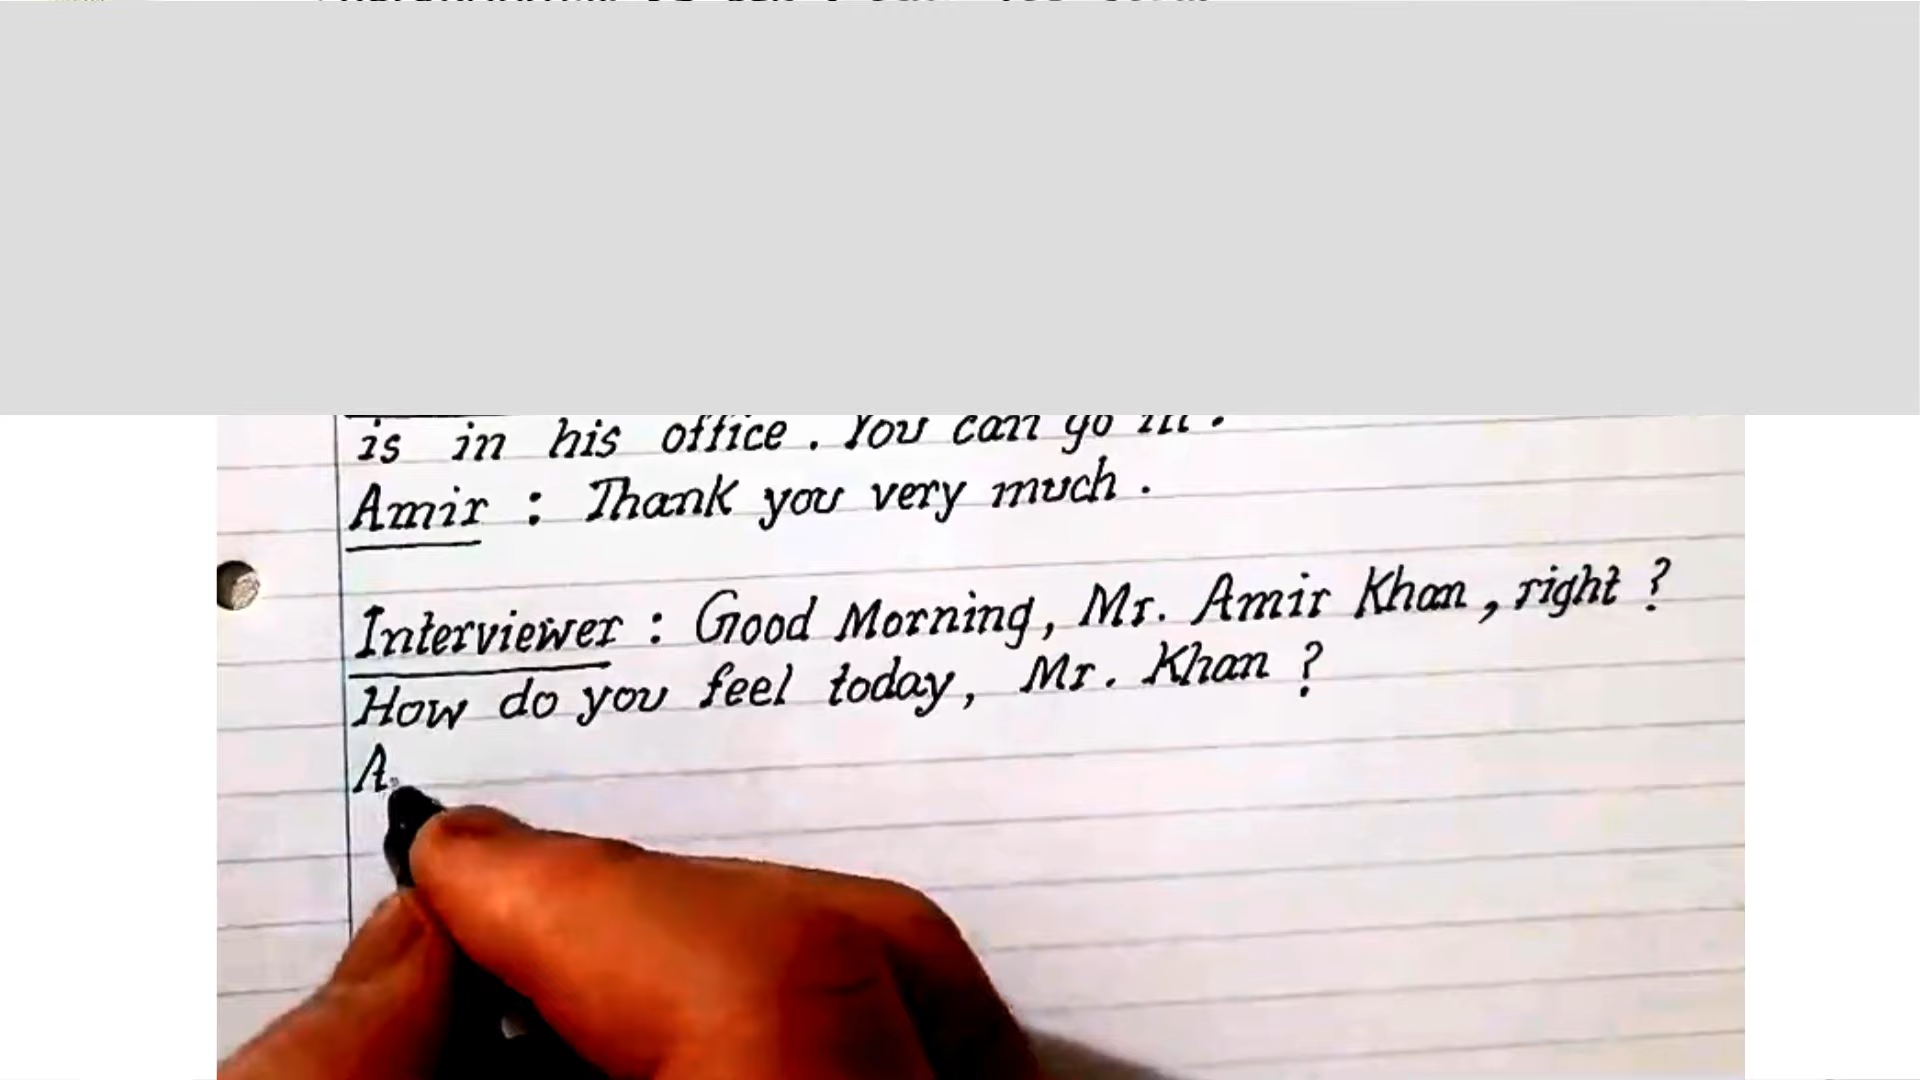 is in his office. You can go in.
Amir : Thank you very much.
Interviewer : Good Morning, Mr. Amir Khan, right ?
How do you feel today, Mr. Khan ?
A